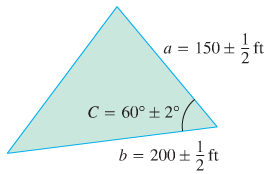 a = 150 ± 1/2 ft
C = 60° ± 2°
b = 200 ± 1/2 ft